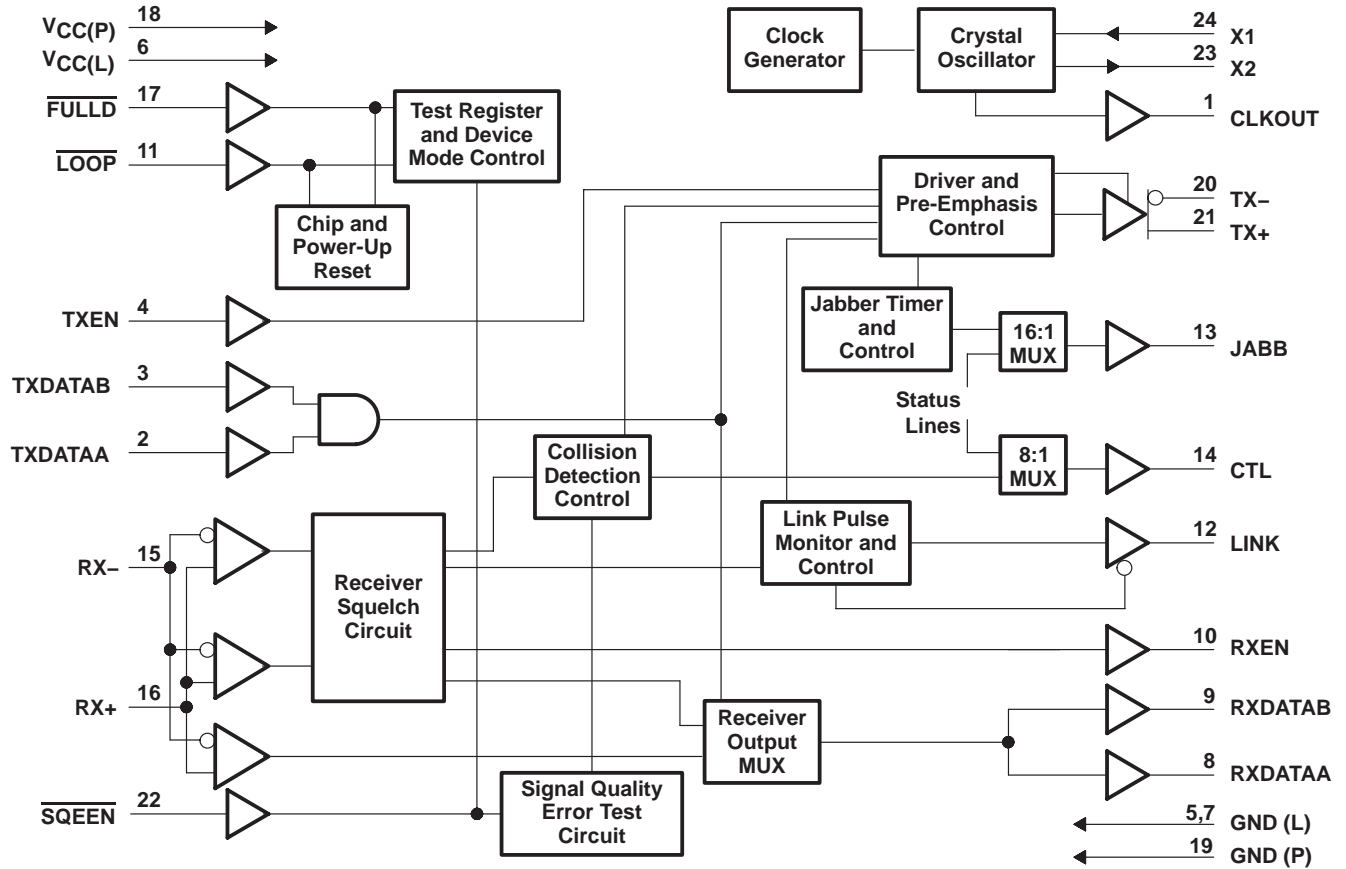 VCC(P) 18
VCC(L) 6
FULLD 17
LOOP 11
Test Register
and Device
Mode Control
Chip and
Power-Up
Reset
TXEN 4
TXDATAB 3
TXDATAA 2
RX– 15
RX+ 16
SQEEN 22
Receiver
Squelch
Circuit
Collision
Detection
Control
Signal Quality
Error Test
Circuit
Clock
Generator
Crystal
Oscillator
Driver and
Pre-Emphasis
Control
Jabber Timer
and
Control
16:1
MUX
Status
Lines
8:1
MUX
Link Pulse
Monitor and
Control
Receiver
Output
MUX
24 X1
23 X2
1 CLKOUT
20 TX–
21 TX+
13 JABB
14 CTL
12 LINK
10 RXEN
9 RXDATAB
8 RXDATAA
5,7 GND (L)
19 GND (P)